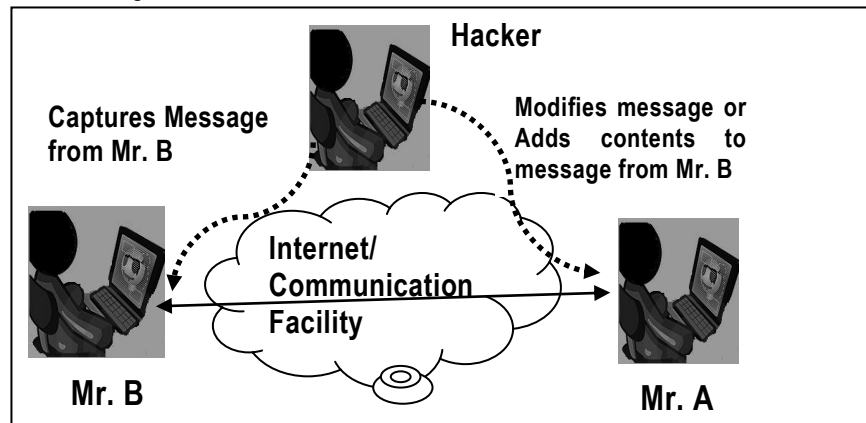 Hacker
Captures Message
from Mr. B
Modifies message or
Adds contents to
message from Mr. B
Internet/
Communication
Facility
Mr. B
Mr. A